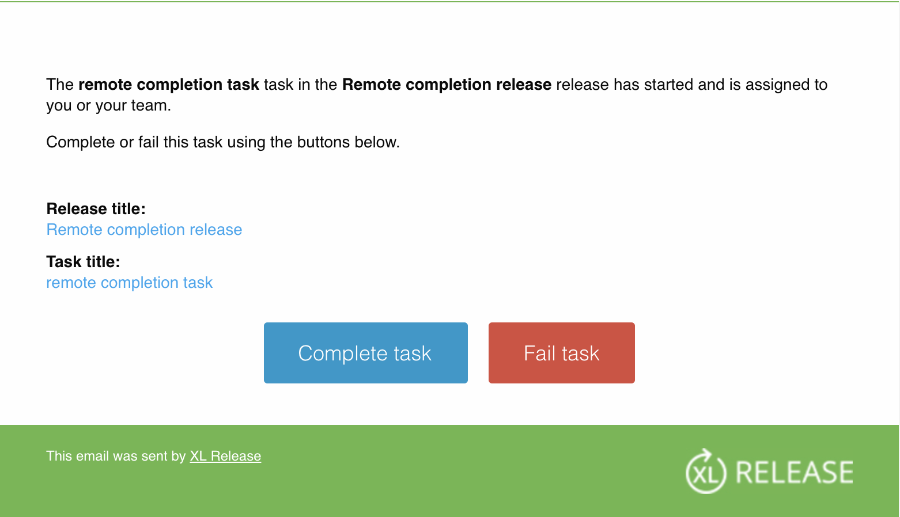 The remote completion task task in the Remote completion release release has started and is assigned to
you or your team.
Complete or fail this task using the buttons below.
Release title:
Remote completion release
Task title:
remote completion task
Complete task
Fail task
This email was sent by XL Release
XL RELEASE